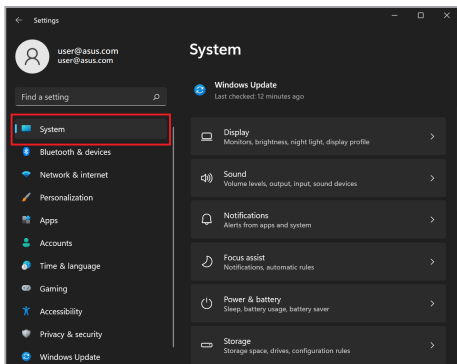 Settings
user@asus.com
user@asus.com
Find a setting
System
Bluetooth & devices
Network & internet
Personalization
Apps
Accounts
Time & language
Gaming
Accessibility
Privacy & security
Windows Update
System
Windows Update
Last checked: 12 minutes ago
Display
Monitors, brightness, night light, display profile
Sound
Volume levels, output, input, sound devices
Notifications
Alerts from apps and system
Focus assist
Notifications, automatic rules
Power & battery
Sleep, battery usage, battery saver
Storage
Storage space, drives, configuration rules